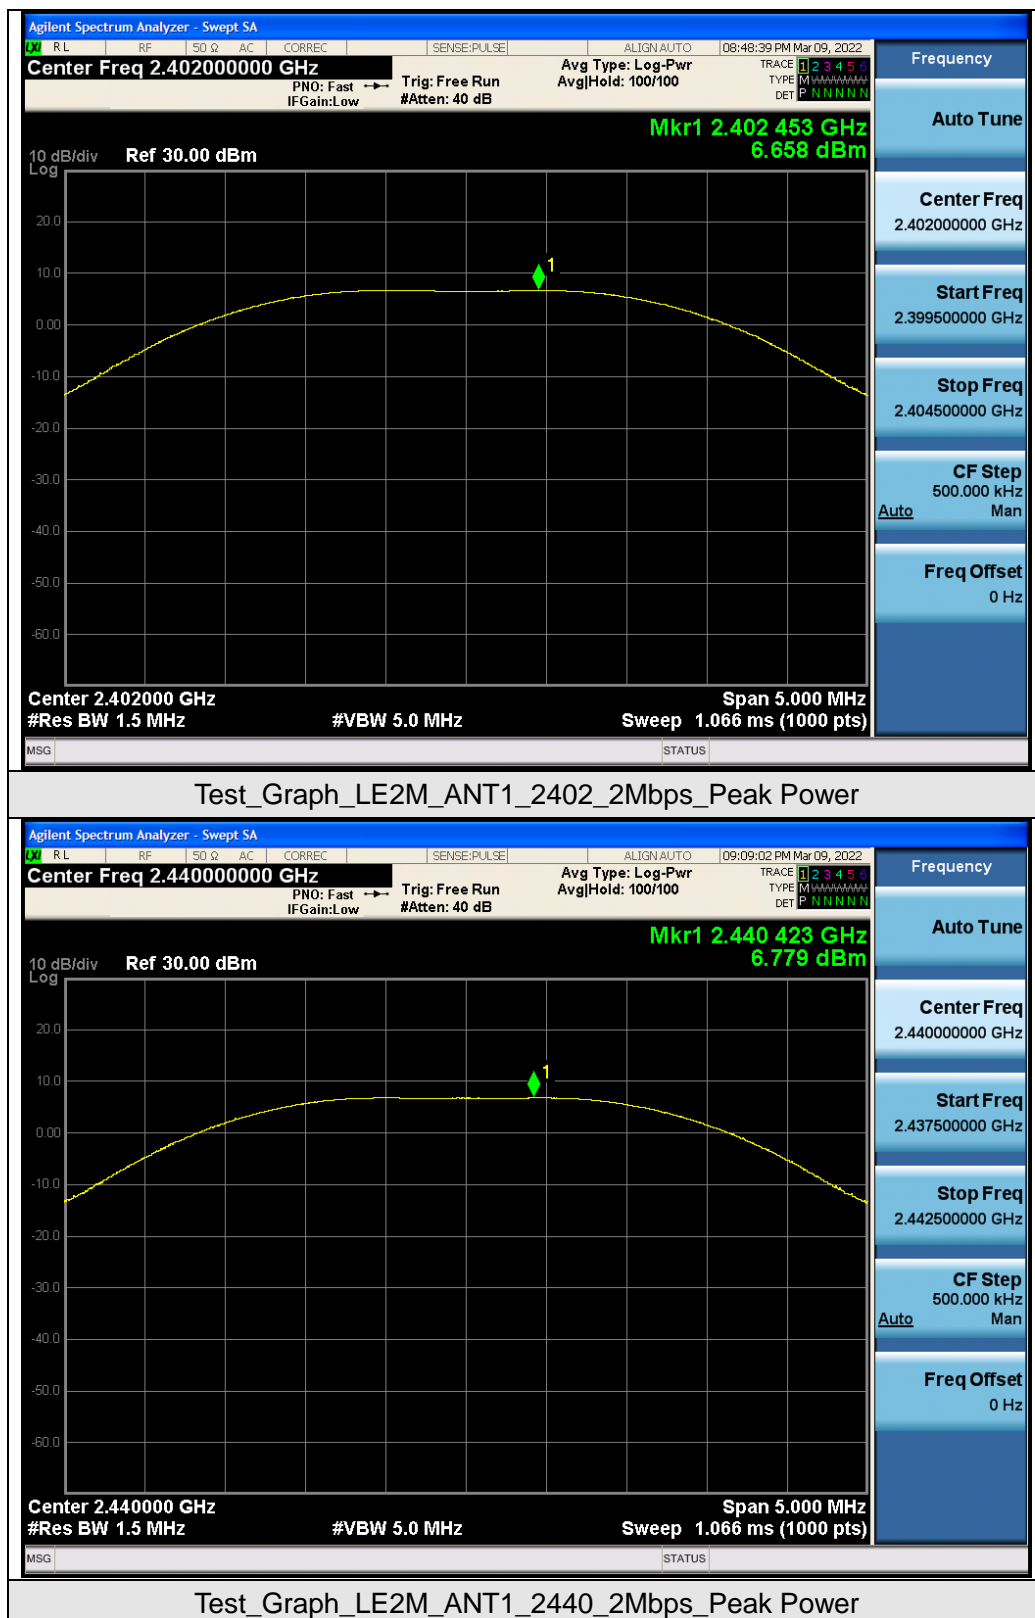 Agilent Spectrum Analyzer - Swept SA
LXI RL RF 50 Ω AC CORREC SENSE:PULSE ALIGN AUTO 08:48:39 PM Mar 09, 2022
Center Freq 2.402000000 GHz
PNO: Fast
IFGain:Low
Trig: Free Run
#Atten: 40 dB
Avg Type: Log-Pwr
Avg|Hold: 100/100
TRACE 1 2 3 4 5 6
TYPE M WWWWW
DET P N N N N N
Mkr1 2.402 453 GHz
6.658 dBm
10 dB/div Ref 30.00 dBm
Log
20.0
10.0
0.00
-10.0
-20.0
-30.0
-40.0
-50.0
-60.0
1
Center 2.402000 GHz Span 5.000 MHz
#Res BW 1.5 MHz #VBW 5.0 MHz Sweep 1.066 ms (1000 pts)
MSG STATUS
Frequency
Auto Tune
Center Freq
2.402000000 GHz
Start Freq
2.399500000 GHz
Stop Freq
2.404500000 GHz
CF Step
500.000 kHz
Auto Man
Freq Offset
0 Hz
Test_Graph_LE2M_ANT1_2402_2Mbps_Peak Power
Agilent Spectrum Analyzer - Swept SA
LXI RL RF 50 Ω AC CORREC SENSE:PULSE ALIGN AUTO 09:09:02 PM Mar 09, 2022
Center Freq 2.440000000 GHz
PNO: Fast
IFGain:Low
Trig: Free Run
#Atten: 40 dB
Avg Type: Log-Pwr
Avg|Hold: 100/100
TRACE 1 2 3 4 5 6
TYPE M WWWWW
DET P N N N N N
Mkr1 2.440 423 GHz
6.779 dBm
10 dB/div Ref 30.00 dBm
Log
20.0
10.0
0.00
-10.0
-20.0
-30.0
-40.0
-50.0
-60.0
1
Center 2.440000 GHz Span 5.000 MHz
#Res BW 1.5 MHz #VBW 5.0 MHz Sweep 1.066 ms (1000 pts)
MSG STATUS
Frequency
Auto Tune
Center Freq
2.440000000 GHz
Start Freq
2.437500000 GHz
Stop Freq
2.442500000 GHz
CF Step
500.000 kHz
Auto Man
Freq Offset
0 Hz
Test_Graph_LE2M_ANT1_2440_2Mbps_Peak Power